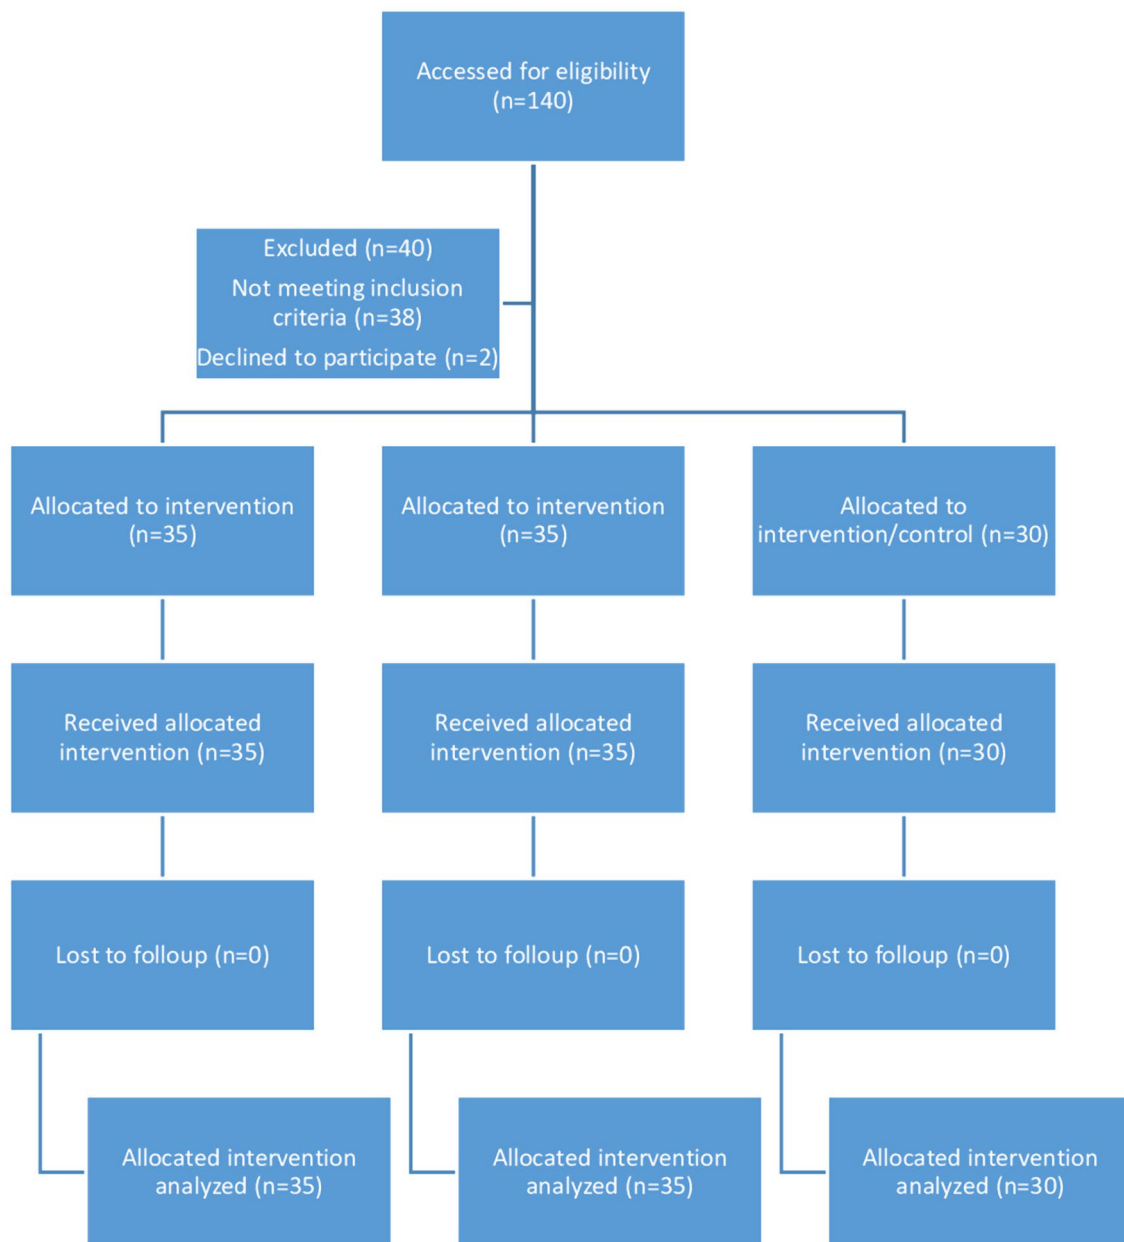 Accessed for eligibility
(n=140)
Excluded (n=40)
Not meeting inclusion
criteria (n=38)
Declined to participate (n=2)
Allocated to intervention
(n=35)
Allocated to intervention
(n=35)
Allocated to
intervention/control (n=30)
Received allocated
intervention (n=35)
Received allocated
intervention (n=35)
Received allocated
intervention (n=30)
Lost to folloup (n=0)
Lost to folloup (n=0)
Lost to folloup (n=0)
Allocated intervention
analyzed (n=35)
Allocated intervention
analyzed (n=35)
Allocated intervention
analyzed (n=30)